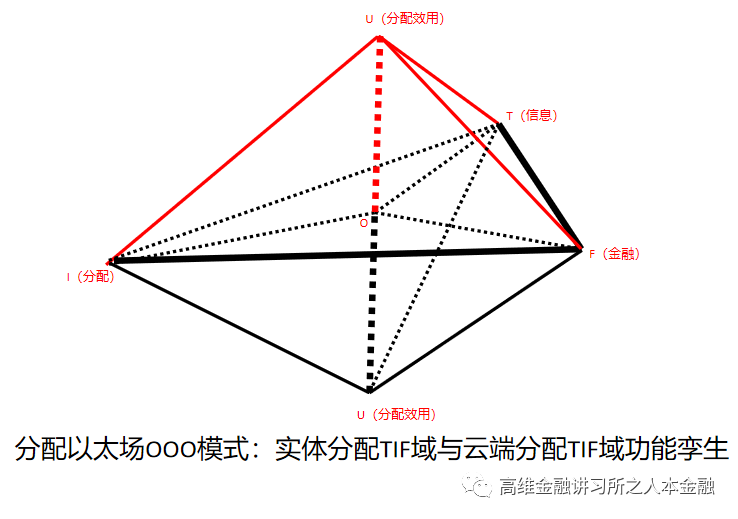 U（分配效用）
T（信息）
O
F（金融）
I（分配）
U（分配效用）
分配以太场OOO模式：实体分配TIF域与云端分配TIF域功能孪生
高维金融讲习所之人本金融